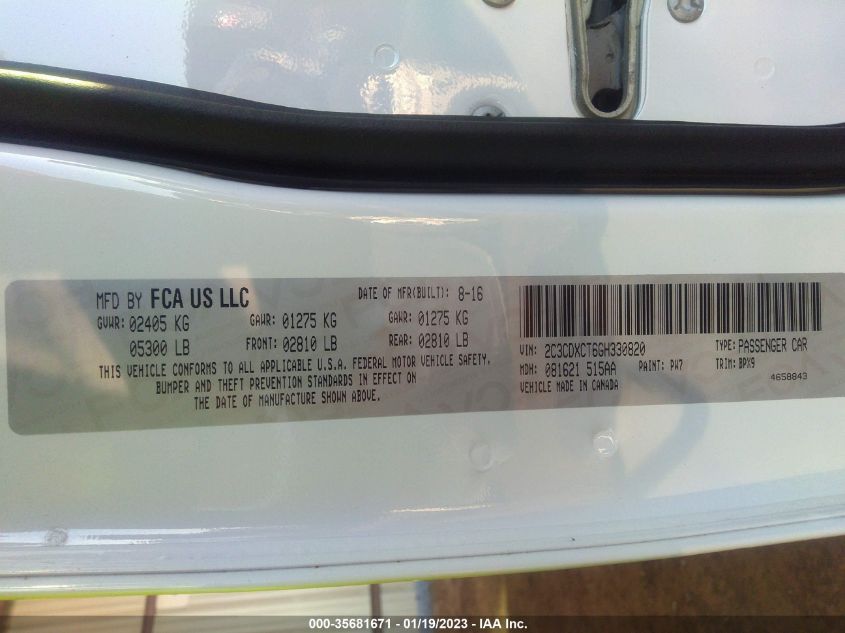 MFD BY FCA US LLC
DATE OF MFR(BUILT): 8-16
GVWR: 02405 KG GAWR: 01275 KG GAWR: 01275 KG
05300 LB FRONT: 02810 LB REAR: 02810 LB
THIS VEHICLE CONFORMS TO ALL APPLICABLE U.S.A. FEDERAL MOTOR VEHICLE SAFETY,
BUMPER AND THEFT PREVENTION STANDARDS IN EFFECT ON
THE DATE OF MANUFACTURE SHOWN ABOVE.
VIN: 2C3CDXCT6GH330820 TYPE: PASSENGER CAR
MDH: 081621 515AA PAINT: PW7 TRIM: BPX9
VEHICLE MADE IN CANADA
4658843
000-35681671 - 01/19/2023 - IAA Inc.